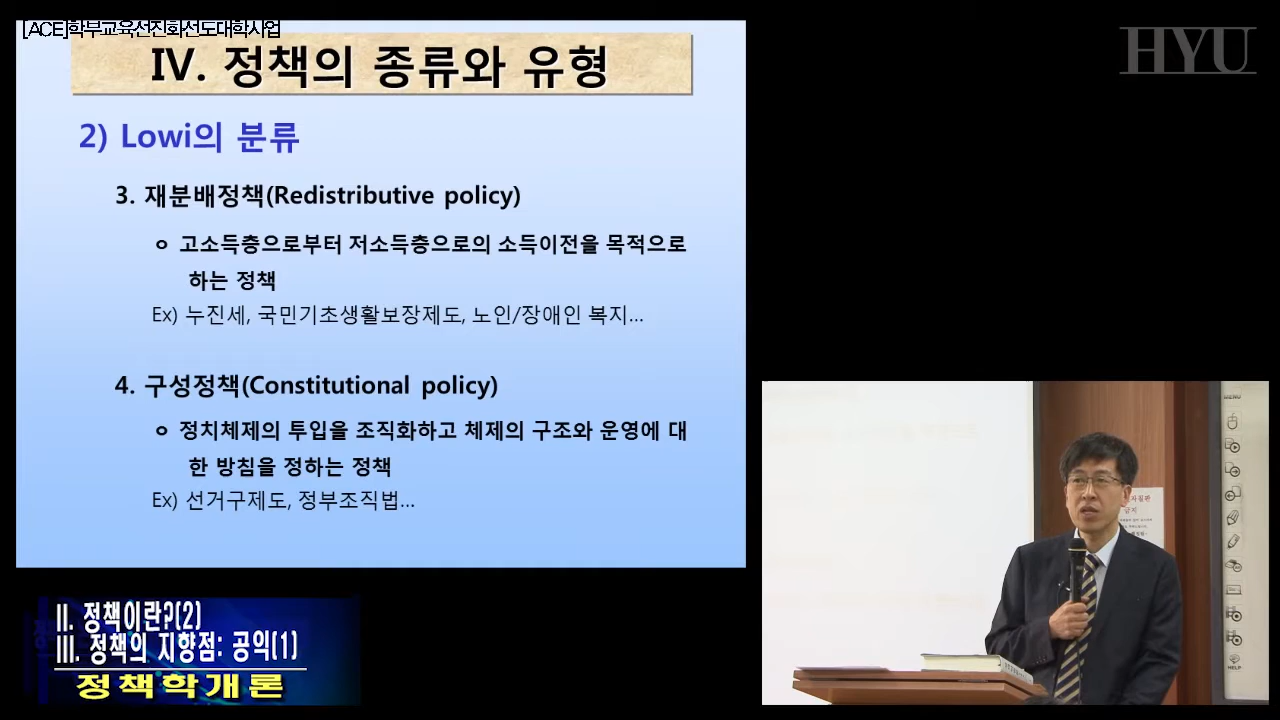 [ACE]학부교육선진화선도대학사업
HYU
IV. 정책의 종류와 유형
2) Lowi의 분류
3. 재분배정책(Redistributive policy)
고소득층으로부터 저소득층으로의 소득이전을 목적으로
하는 정책
Ex) 누진세, 국민기초생활보장제도, 노인/장애인 복지...
4. 구성정책(Constitutional policy)
정치체제의 투입을 조직화하고 체제의 구조와 운영에 대
한 방침을 정하는 정책
Ex) 선거구제도, 정부조직법...
MENU
금지
HELP
II. 정책이란?(2)
III. 정책의 지향점: 공익(1)
정책학개론